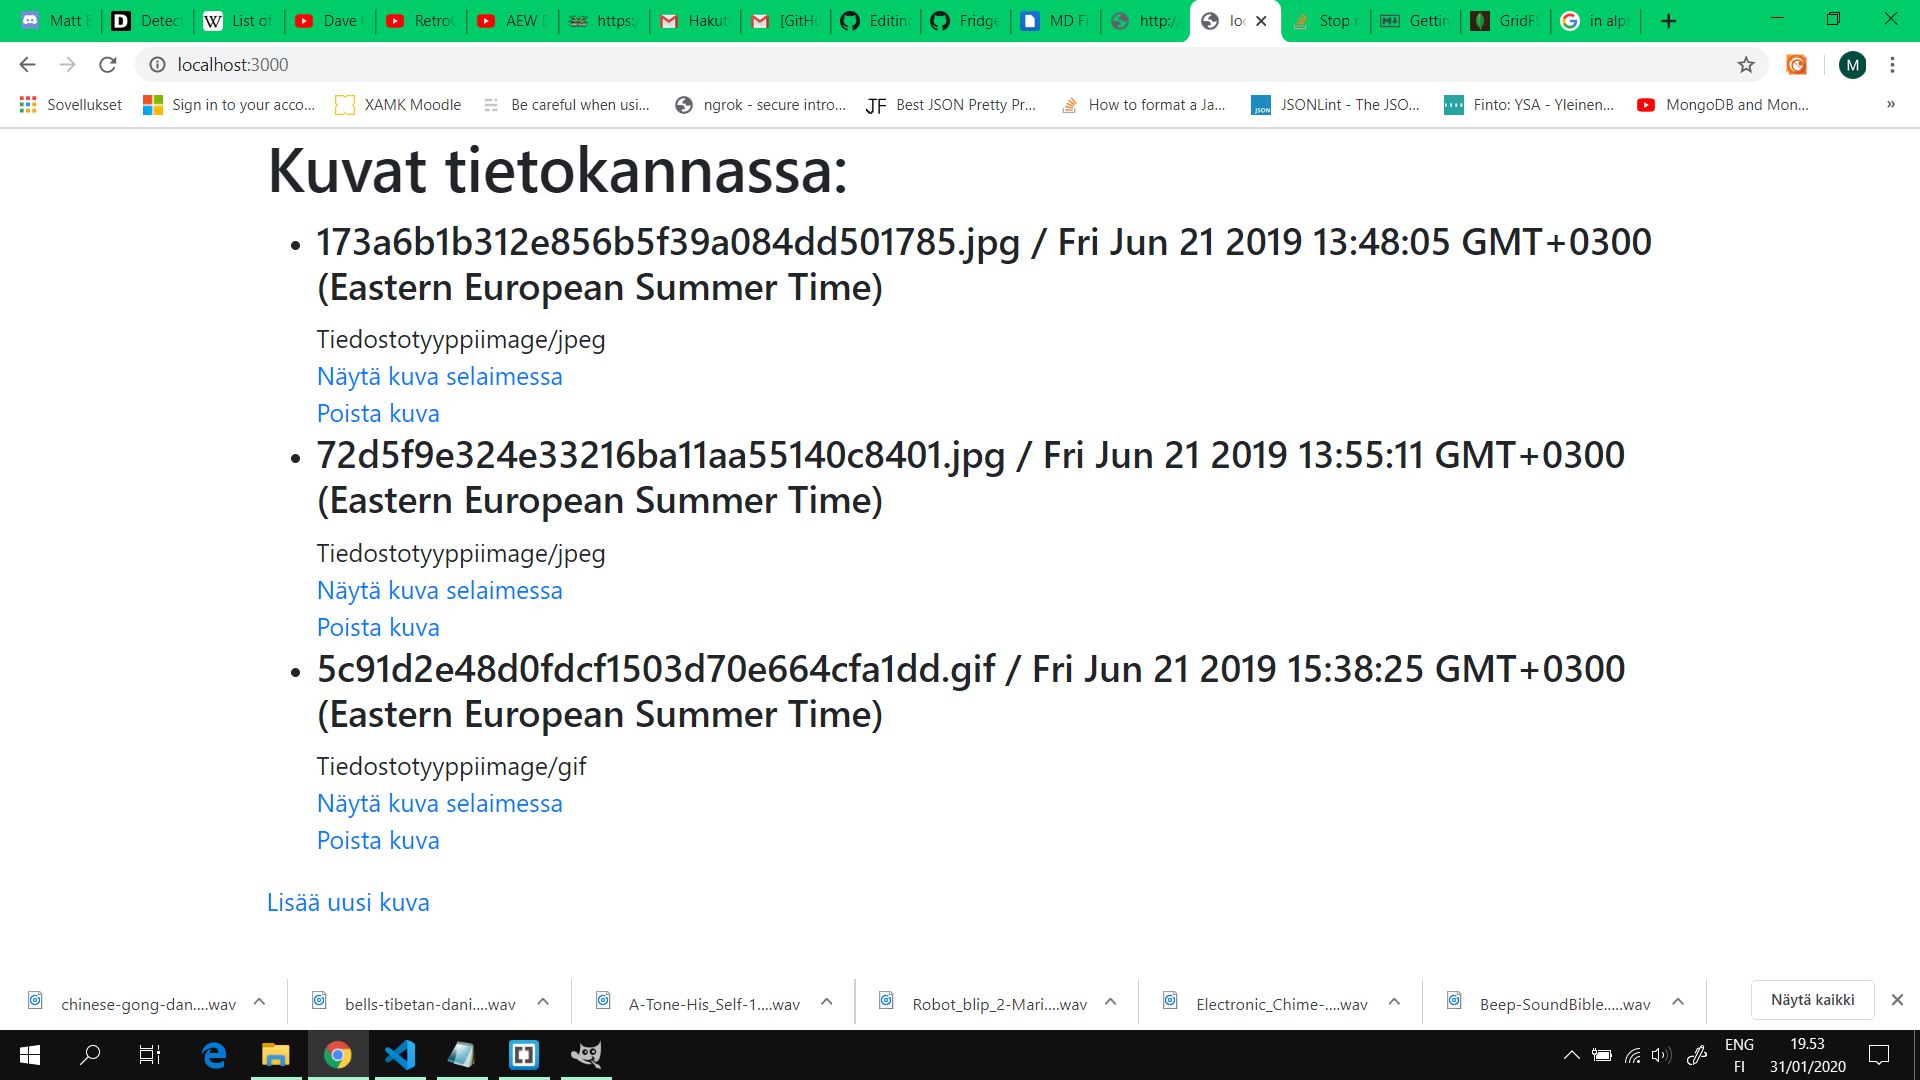 Matt E
Detect
List of
Dave
Retro
AEW D
https:/
Hakut
[GitHu
Editin
Fridge
MD Fi
http://
loc
Stop r
Gettin
GridFS
in alp
localhost:3000
M
Sovellukset
Sign in to your acco...
XAMK Moodle
Be careful when usi...
ngrok - secure intro...
Best JSON Pretty Pr...
How to format a Ja...
JSONLint - The JSO...
Finto: YSA - Yleinen...
MongoDB and Mon...
»
Kuvat tietokannassa:
• 173a6b1b312e856b5f39a084dd501785.jpg / Fri Jun 21 2019 13:48:05 GMT+0300
(Eastern European Summer Time)
Tiedostotyyppiimage/jpeg
Näytä kuva selaimessa
Poista kuva
• 72d5f9e324e33216ba11aa55140c8401.jpg / Fri Jun 21 2019 13:55:11 GMT+0300
(Eastern European Summer Time)
Tiedostotyyppiimage/jpeg
Näytä kuva selaimessa
Poista kuva
• 5c91d2e48d0fdcf1503d70e664cfa1dd.gif / Fri Jun 21 2019 15:38:25 GMT+0300
(Eastern European Summer Time)
Tiedostotyyppiimage/gif
Näytä kuva selaimessa
Poista kuva
Lisää uusi kuva
chinese-gong-dan....wav
bells-tibetan-dani....wav
A-Tone-His_Self-1....wav
Robot_blip_2-Mari....wav
Electronic_Chime-....wav
Beep-SoundBible.....wav
Näytä kaikki
ENG
FI
19.53
31/01/2020